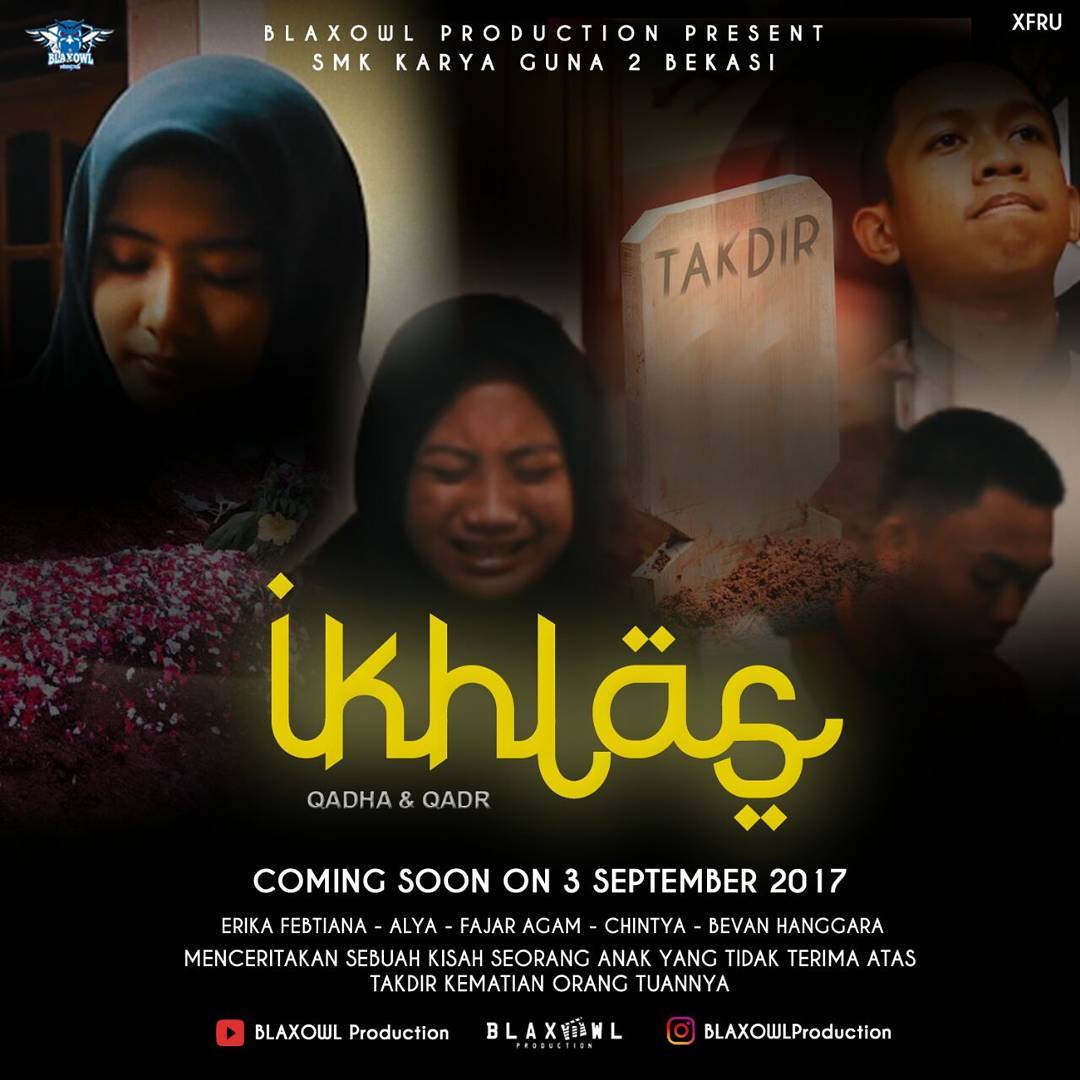 BLAXOWL PRODUCTION PRESENT
XFRU
BLAXOWL
SMK KARYA GUNA 2 BEKASI
TAKDIR
ikhlas
QADHA & QADR
COMING SOON ON 3 SEPTEMBER 2017
ERIKA FEBTIANA - ALYA - FAJAR AGAM - CHINTYA - BEVAN HANGGARA
MENCERITAKAN SEBUAH KISAH SEORANG ANAK YANG TIDAK TERIMA ATAS
TAKDIR KEMATIAN ORANG TUANNYA
BLAXOWL Production
BLAXOWL
PRODUCTION
BLAXOWLProduction